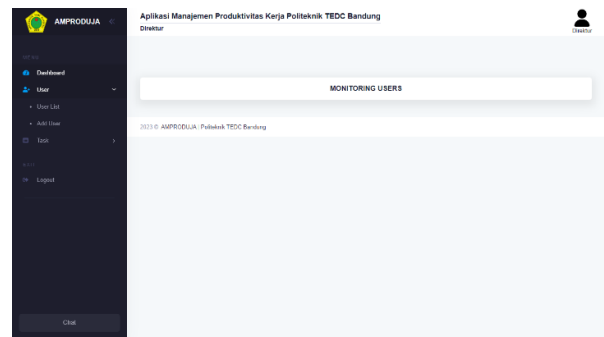 AMPRODUJA
Aplikasi Manajemen Produktivitas Kerja Politeknik TEDC Bandung
Direktur
Direktur
MENU
Dashboard
User
User List
Add User
Task
Logout
Chat
MONITORING USERS
2023 © AMPRODUJA | Politeknik TEDC Bandung